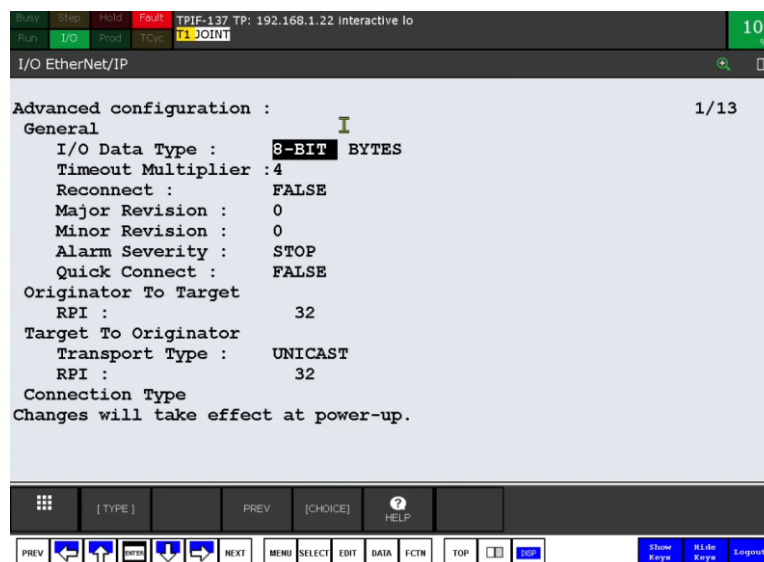 Busy Step Hold Fault TPIF-137 TP: 192.168.1.22 interactive lo
Run I/O Prod TCyc T1 JOINT 10
I/O EtherNet/IP
Advanced configuration : 1/13
General
I/O Data Type : 8-BIT BYTES
Timeout Multiplier :4
Reconnect : FALSE
Major Revision : 0
Minor Revision : 0
Alarm Severity : STOP
Quick Connect : FALSE
Originator To Target
RPI : 32
Target To Originator
Transport Type : UNICAST
RPI : 32
Connection Type
Changes will take effect at power-up.
[ TYPE ] PREV [CHOICE] HELP
PREV ENTER NEXT MENU SELECT EDIT DATA FCTN TOP DISP Show Keys Hide Keys Logout